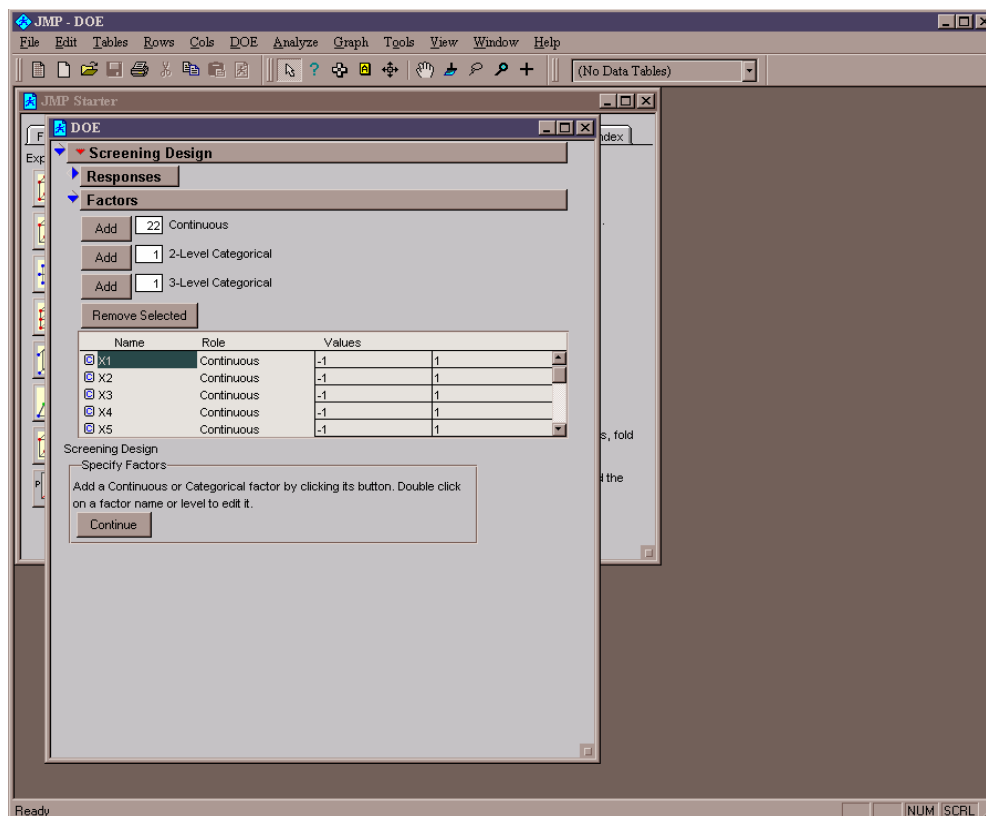 JMP - DOE
File Edit Tables Rows Cols DOE Analyze Graph Tools View Window Help
(No Data Tables)
JMP Starter
F
DOE
Exp
Screening Design
Responses
Factors
Add 22 Continuous
Add 1 2-Level Categorical
Add 1 3-Level Categorical
Remove Selected
Name Role Values
X1 Continuous -1 1
X2 Continuous -1 1
X3 Continuous -1 1
X4 Continuous -1 1
X5 Continuous -1 1
s, fold
Screening Design
Specify Factors
d the
P
Add a Continuous or Categorical factor by clicking its button. Double click
on a factor name or level to edit it.
Continue
Ready NUM SCRL